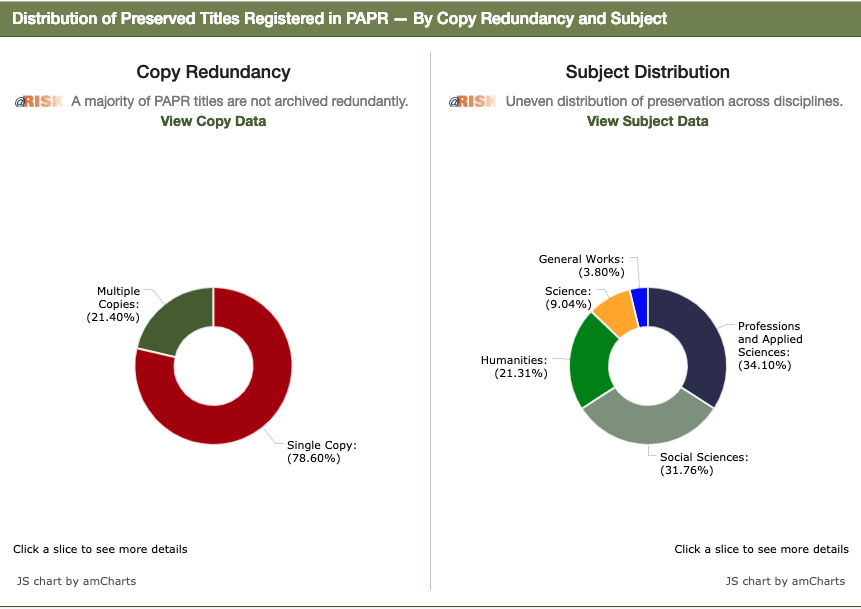 Distribution of Preserved Titles Registered in PAPR — By Copy Redundancy and Subject
Copy Redundancy
@RISK A majority of PAPR titles are not archived redundantly.
View Copy Data
Multiple
Copies:
(21.40%)
Single Copy:
(78.60%)
Click a slice to see more details
JS chart by amCharts
Subject Distribution
@RISK Uneven distribution of preservation across disciplines.
View Subject Data
General Works:
(3.80%)
Science:
(9.04%)
Humanities:
(21.31%)
Professions
and Applied
Sciences:
(34.10%)
Social Sciences:
(31.76%)
Click a slice to see more details
JS chart by amCharts